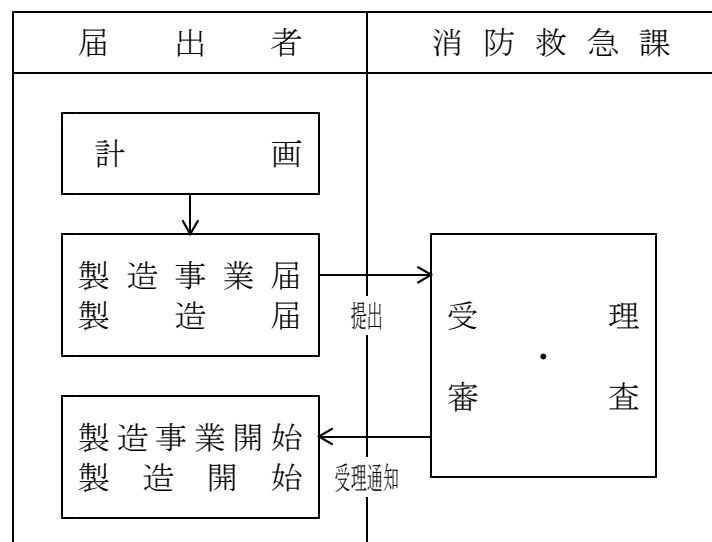 届出者
消防救急課
計画
製造事業届
製造届
提出
受理
・
審査
製造事業開始
製造開始
受理通知